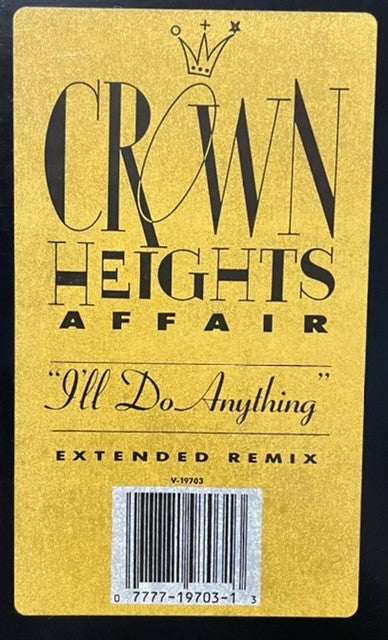 CROWN
HEIGHTS
AFFAIR
"I'll Do Anything"
EXTENDED REMIX
V-19703
0 7777-19703-1 3